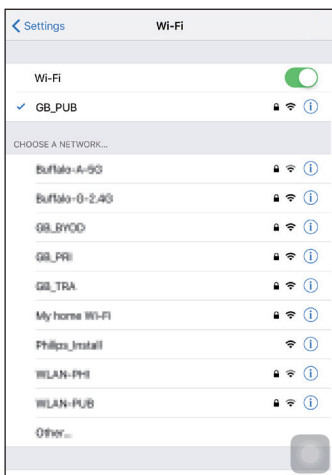 Settings
Wi-Fi
Wi-Fi
GB_PUB
CHOOSE A NETWORK...
Buffalo-A-5G
Buffalo-G-2.4G
GB_BYOD
GB_PRI
GB_TRA
My home Wi-Fi
Philips_Install
WLAN-PHI
WLAN-PUB
Other...